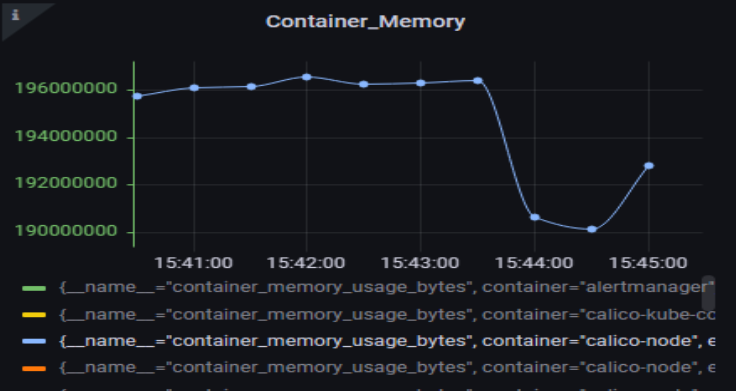 i
Container_Memory
196000000
194000000
192000000
190000000
15:41:00 15:42:00 15:43:00 15:44:00 15:45:00
{__name__="container_memory_usage_bytes", container="alertmanager"
{__name__="container_memory_usage_bytes", container="calico-kube-co
{__name__="container_memory_usage_bytes", container="calico-node", e
{__name__="container_memory_usage_bytes", container="calico-node", e